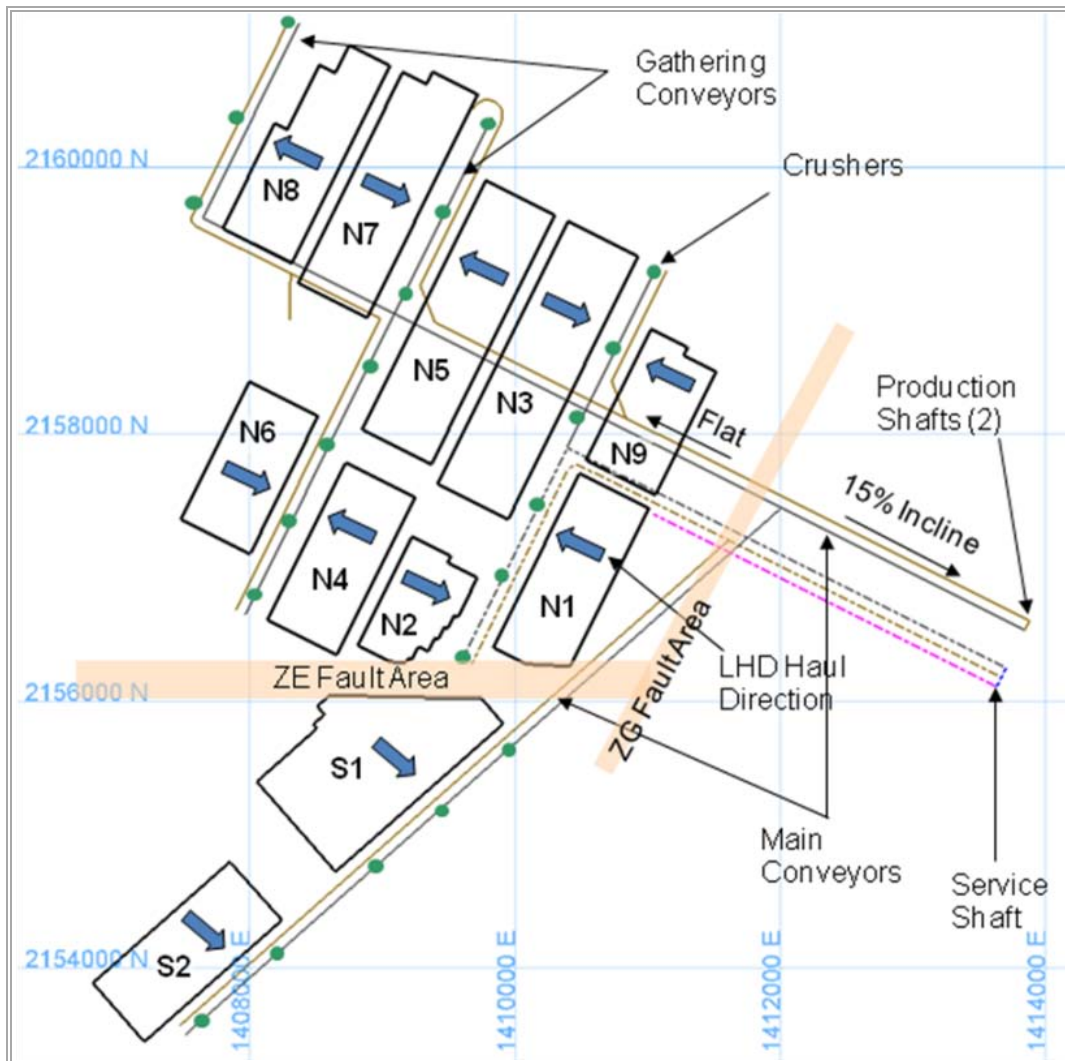 Gathering
Conveyors
2160000 N
N8
N7
Crushers
N5
N3
N6
N9
Flat
Production
Shafts (2)
15% Incline
2158000 N
N4
N2
N1
ZE Fault Area
ZG Fault Area
LHD Haul
Direction
2156000 N
S1
Main
Conveyors
Service
Shaft
2154000 N
S2
1408000 E
1410000 E
1412000 E
1414000 E